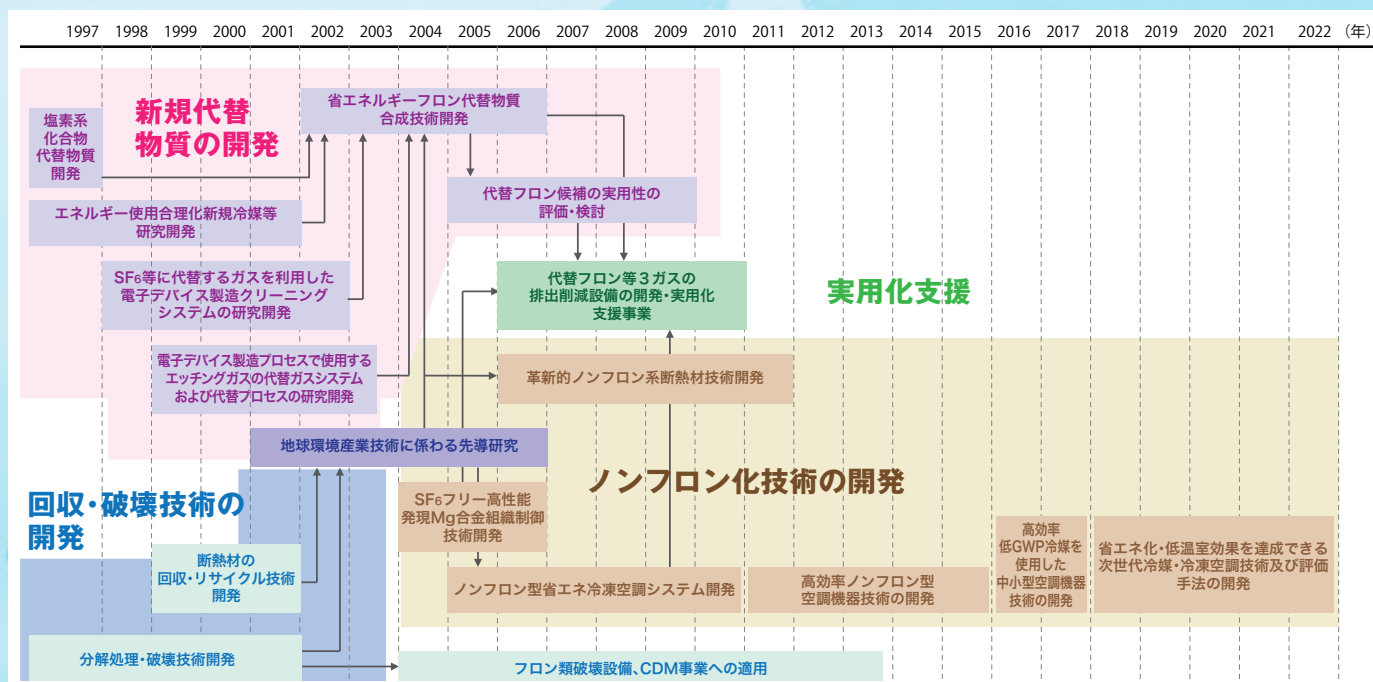 1997 1998 1999 2000 2001 2002 2003 2004 2005 2006 2007 2008 2009 2010 2011 2012 2013 2014 2015 2016 2017 2018 2019 2020 2021 2022 (年)
新規代替
物質の開発
塩素系
化合物
代替物質
開発
省エネルギーフロン代替物質
合成技術開発
代替フロン候補の実用性の
評価・検討
エネルギー使用合理化新規冷媒等
研究開発
SF6等に代替するガスを利用した
電子デバイス製造クリーニング
システムの研究開発
代替フロン等3ガスの
排出削減設備の開発・実用化
支援事業
実用化支援
電子デバイス製造プロセスで使用する
エッチングガスの代替ガスシステム
および代替プロセスの研究開発
革新的ノンフロン系断熱材技術開発
地球環境産業技術に係わる先導研究
ノンフロン化技術の開発
回収・破壊技術の
開発
SF6フリー高性能
発現Mg合金組織制御
技術開発
断熱材の
回収・リサイクル技術
開発
ノンフロン型省エネ冷凍空調システム開発
高効率ノンフロン型
空調機器技術の開発
高効率
低GWP冷媒を
使用した
中小型空調機器
技術の開発
省エネ化・低温室効果を達成できる
次世代冷媒・冷凍空調技術及び評価
手法の開発
分解処理・破壊技術開発
フロン類破壊設備、CDM事業への適用